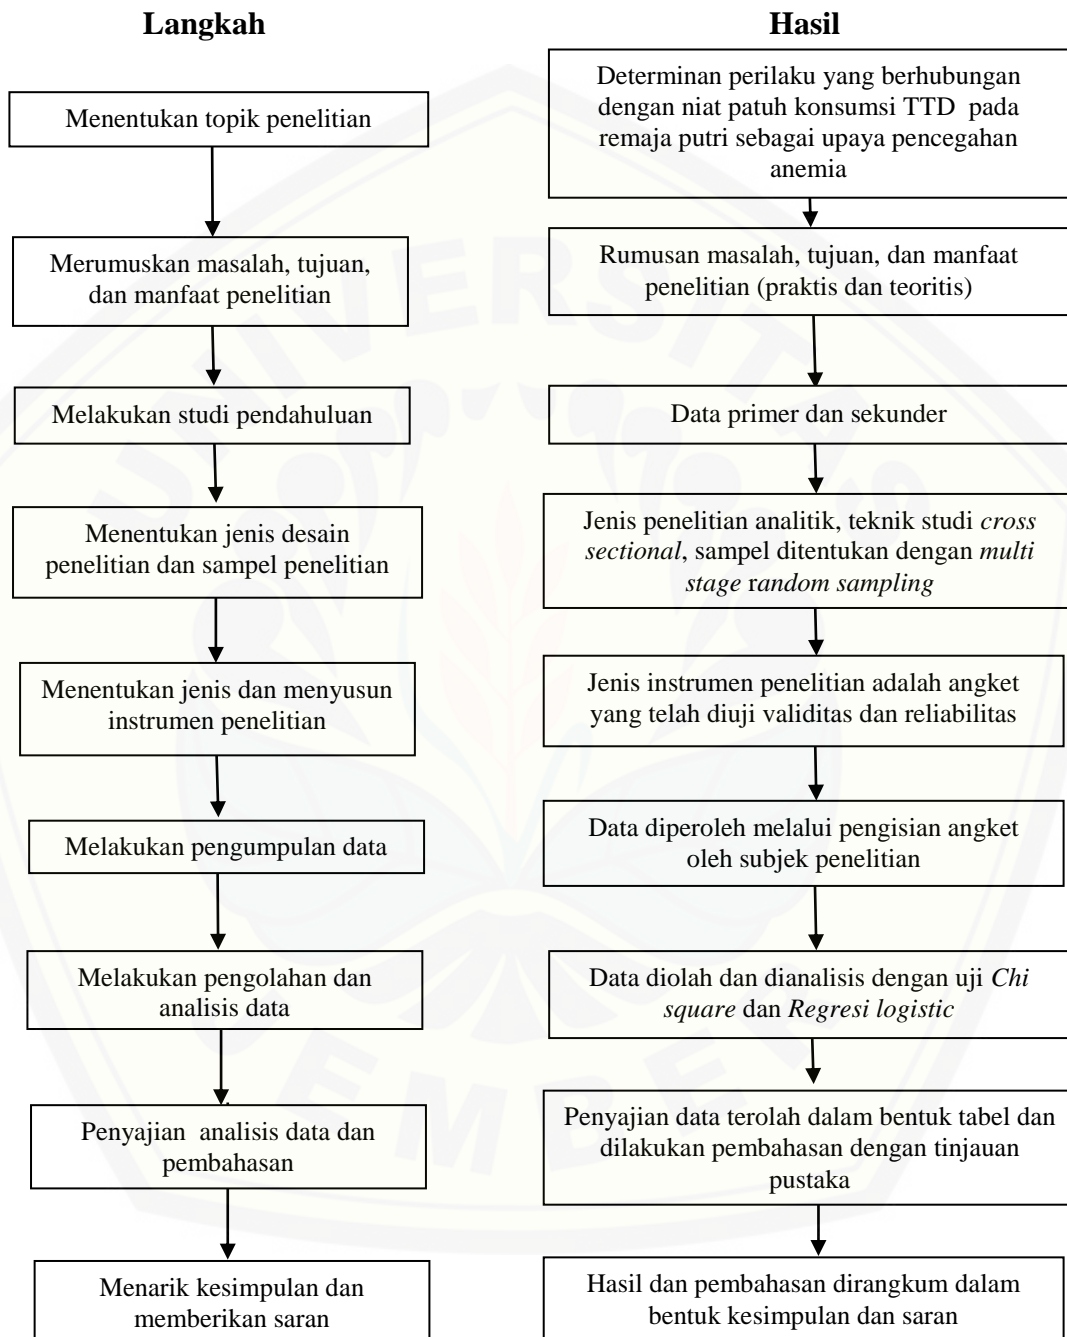 Langkah
Hasil
Menentukan topik penelitian
Determinan perilaku yang berhubungan
dengan niat patuh konsumsi TTD pada
remaja putri sebagai upaya pencegahan
anemia
Merumuskan masalah, tujuan,
dan manfaat penelitian
Rumusan masalah, tujuan, dan manfaat
penelitian (praktis dan teoritis)
Melakukan studi pendahuluan
Data primer dan sekunder
Menentukan jenis desain
penelitian dan sampel penelitian
Jenis penelitian analitik, teknik studi cross
sectional, sampel ditentukan dengan multi
stage random sampling
Menentukan jenis dan menyusun
instrumen penelitian
Jenis instrumen penelitian adalah angket
yang telah diuji validitas dan reliabilitas
Melakukan pengumpulan data
Data diperoleh melalui pengisian angket
oleh subjek penelitian
Melakukan pengolahan dan
analisis data
Data diolah dan dianalisis dengan uji Chi
square dan Regresi logistic
Penyajian analisis data dan
pembahasan
Penyajian data terolah dalam bentuk tabel dan
dilakukan pembahasan dengan tinjauan
pustaka
Menarik kesimpulan dan
memberikan saran
Hasil dan pembahasan dirangkum dalam
bentuk kesimpulan dan saran
UNIVERSITAS
JEMBER